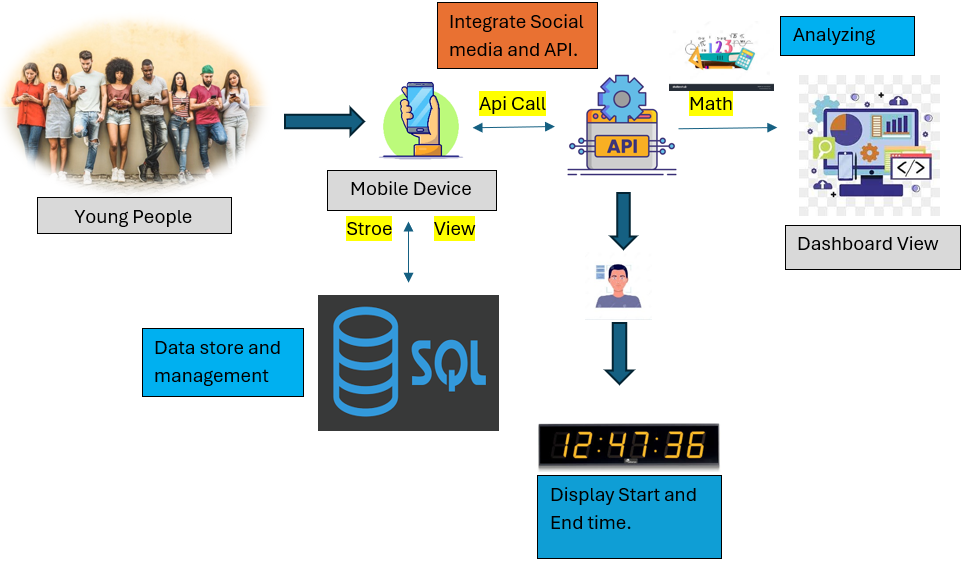 Integrate Social
media and API.
Analyzing
123
Api Call
Math
API
Mobile Device
Young People
Stroe
View
</>
Dashboard View
Data store and
management
SQL
12:47:36
Display Start and
End time.